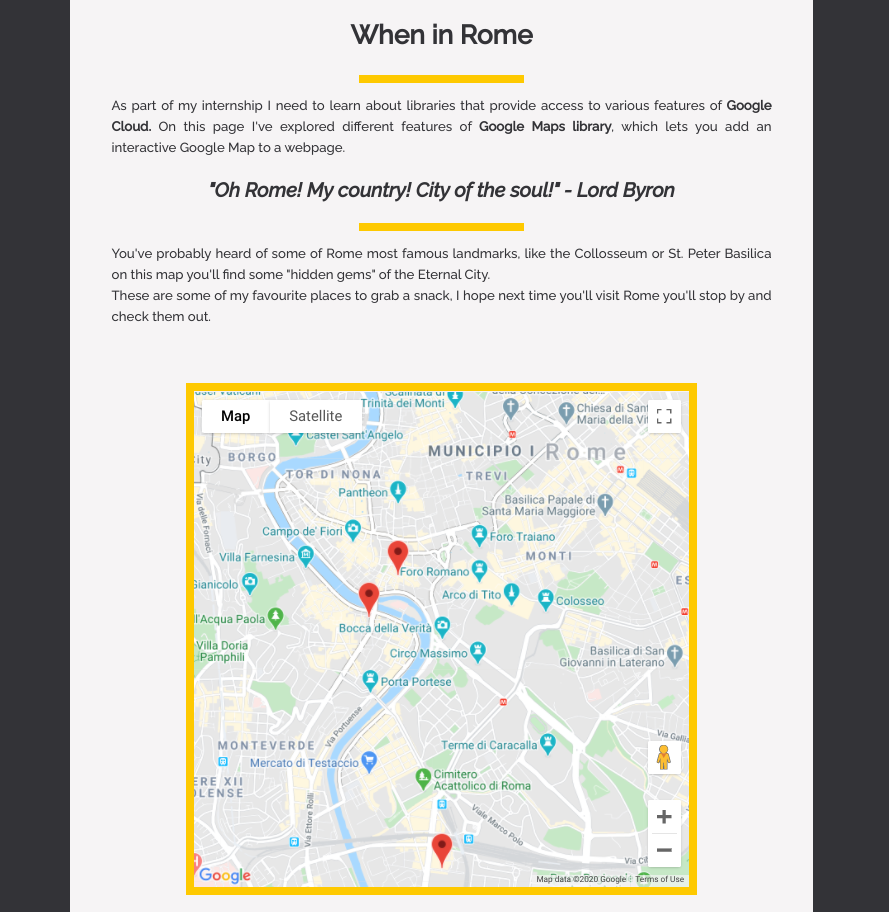 When in Rome
As part of my internship I need to learn about libraries that provide access to various features of Google
Cloud. On this page I've explored different features of Google Maps library, which lets you add an
interactive Google Map to a webpage.
"Oh Rome! My country! City of the soul!" - Lord Byron
You've probably heard of some of Rome most famous landmarks, like the Collosseum or St. Peter Basilica
on this map you'll find some "hidden gems" of the Eternal City.
These are some of my favourite places to grab a snack, I hope next time you'll visit Rome you'll stop by and
check them out.
Trinità dei Monti
Map
Satellite
Chiesa di Sant
Maria della Vit
Castel Sant'Angelo
MUNICIPIO I
Rome
BORGO
City
TOR DI NONA
TREVI
Pantheon
Basilica Papale di
Santa Maria Maggiore
Via delle Fornaci
Campo de' Fiori
Foro Traiano
Villa Farnesina
MONTI
Foro Romano
Gianicolo
ES
Arco di Tito
Colosseo
ll'Acqua Paola
Bocca della Verità
Villa Doria
Pamphili
Circo Massimo
Basilica di San
Giovanni in Laterano
Porta Portese
Via Portuense
Via Gallia
MONTEVERDE
Terme di Caracalla
Mercato di Testaccio
ERE XII
OLENSE
Cimitero
Acattolico di Roma
Via Ettore Rolli
Viale Marco Polo
Via Ci
Google
Map data ©2020 Google
Terms of Use